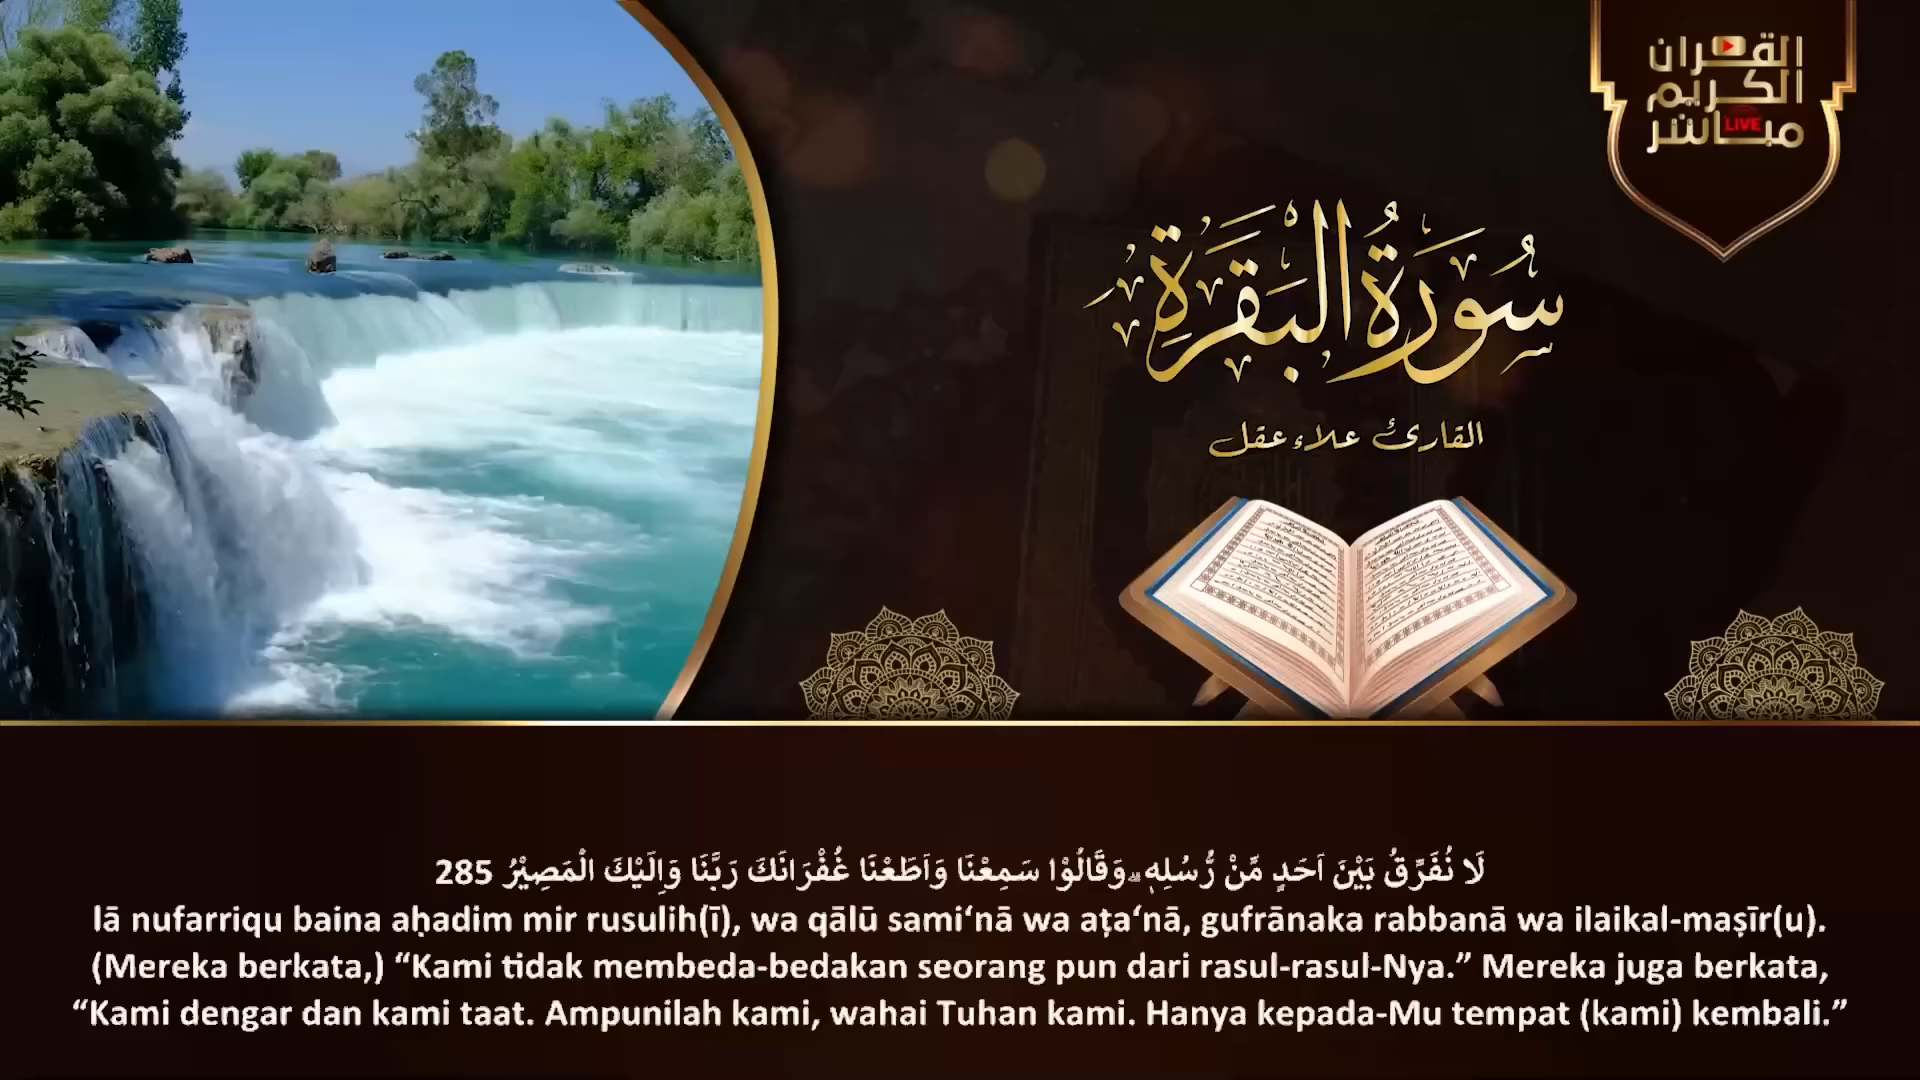 القران
الكريم
مباشر
LIVE
سُورَةُ البَقَرَة
القارئ علاء عقل
لَا نُفَرِّقُ بَيْنَ اَحَدٍ مِّنْ رُّسُلِهٖ ۗ وَقَالُوْا سَمِعْنَا وَاَطَعْنَا غُفْرَانَكَ رَبَّنَا وَاِلَيْكَ الْمَصِيْرُ 285
lā nufarriqu baina aḥadim mir rusulih(ī), wa qālū sami‘nā wa aṭa‘nā, gufrānaka rabbanā wa ilaikal-maṣīr(u).
(Mereka berkata,) “Kami tidak membeda-bedakan seorang pun dari rasul-rasul-Nya.” Mereka juga berkata,
“Kami dengar dan kami taat. Ampunilah kami, wahai Tuhan kami. Hanya kepada-Mu tempat (kami) kembali.”